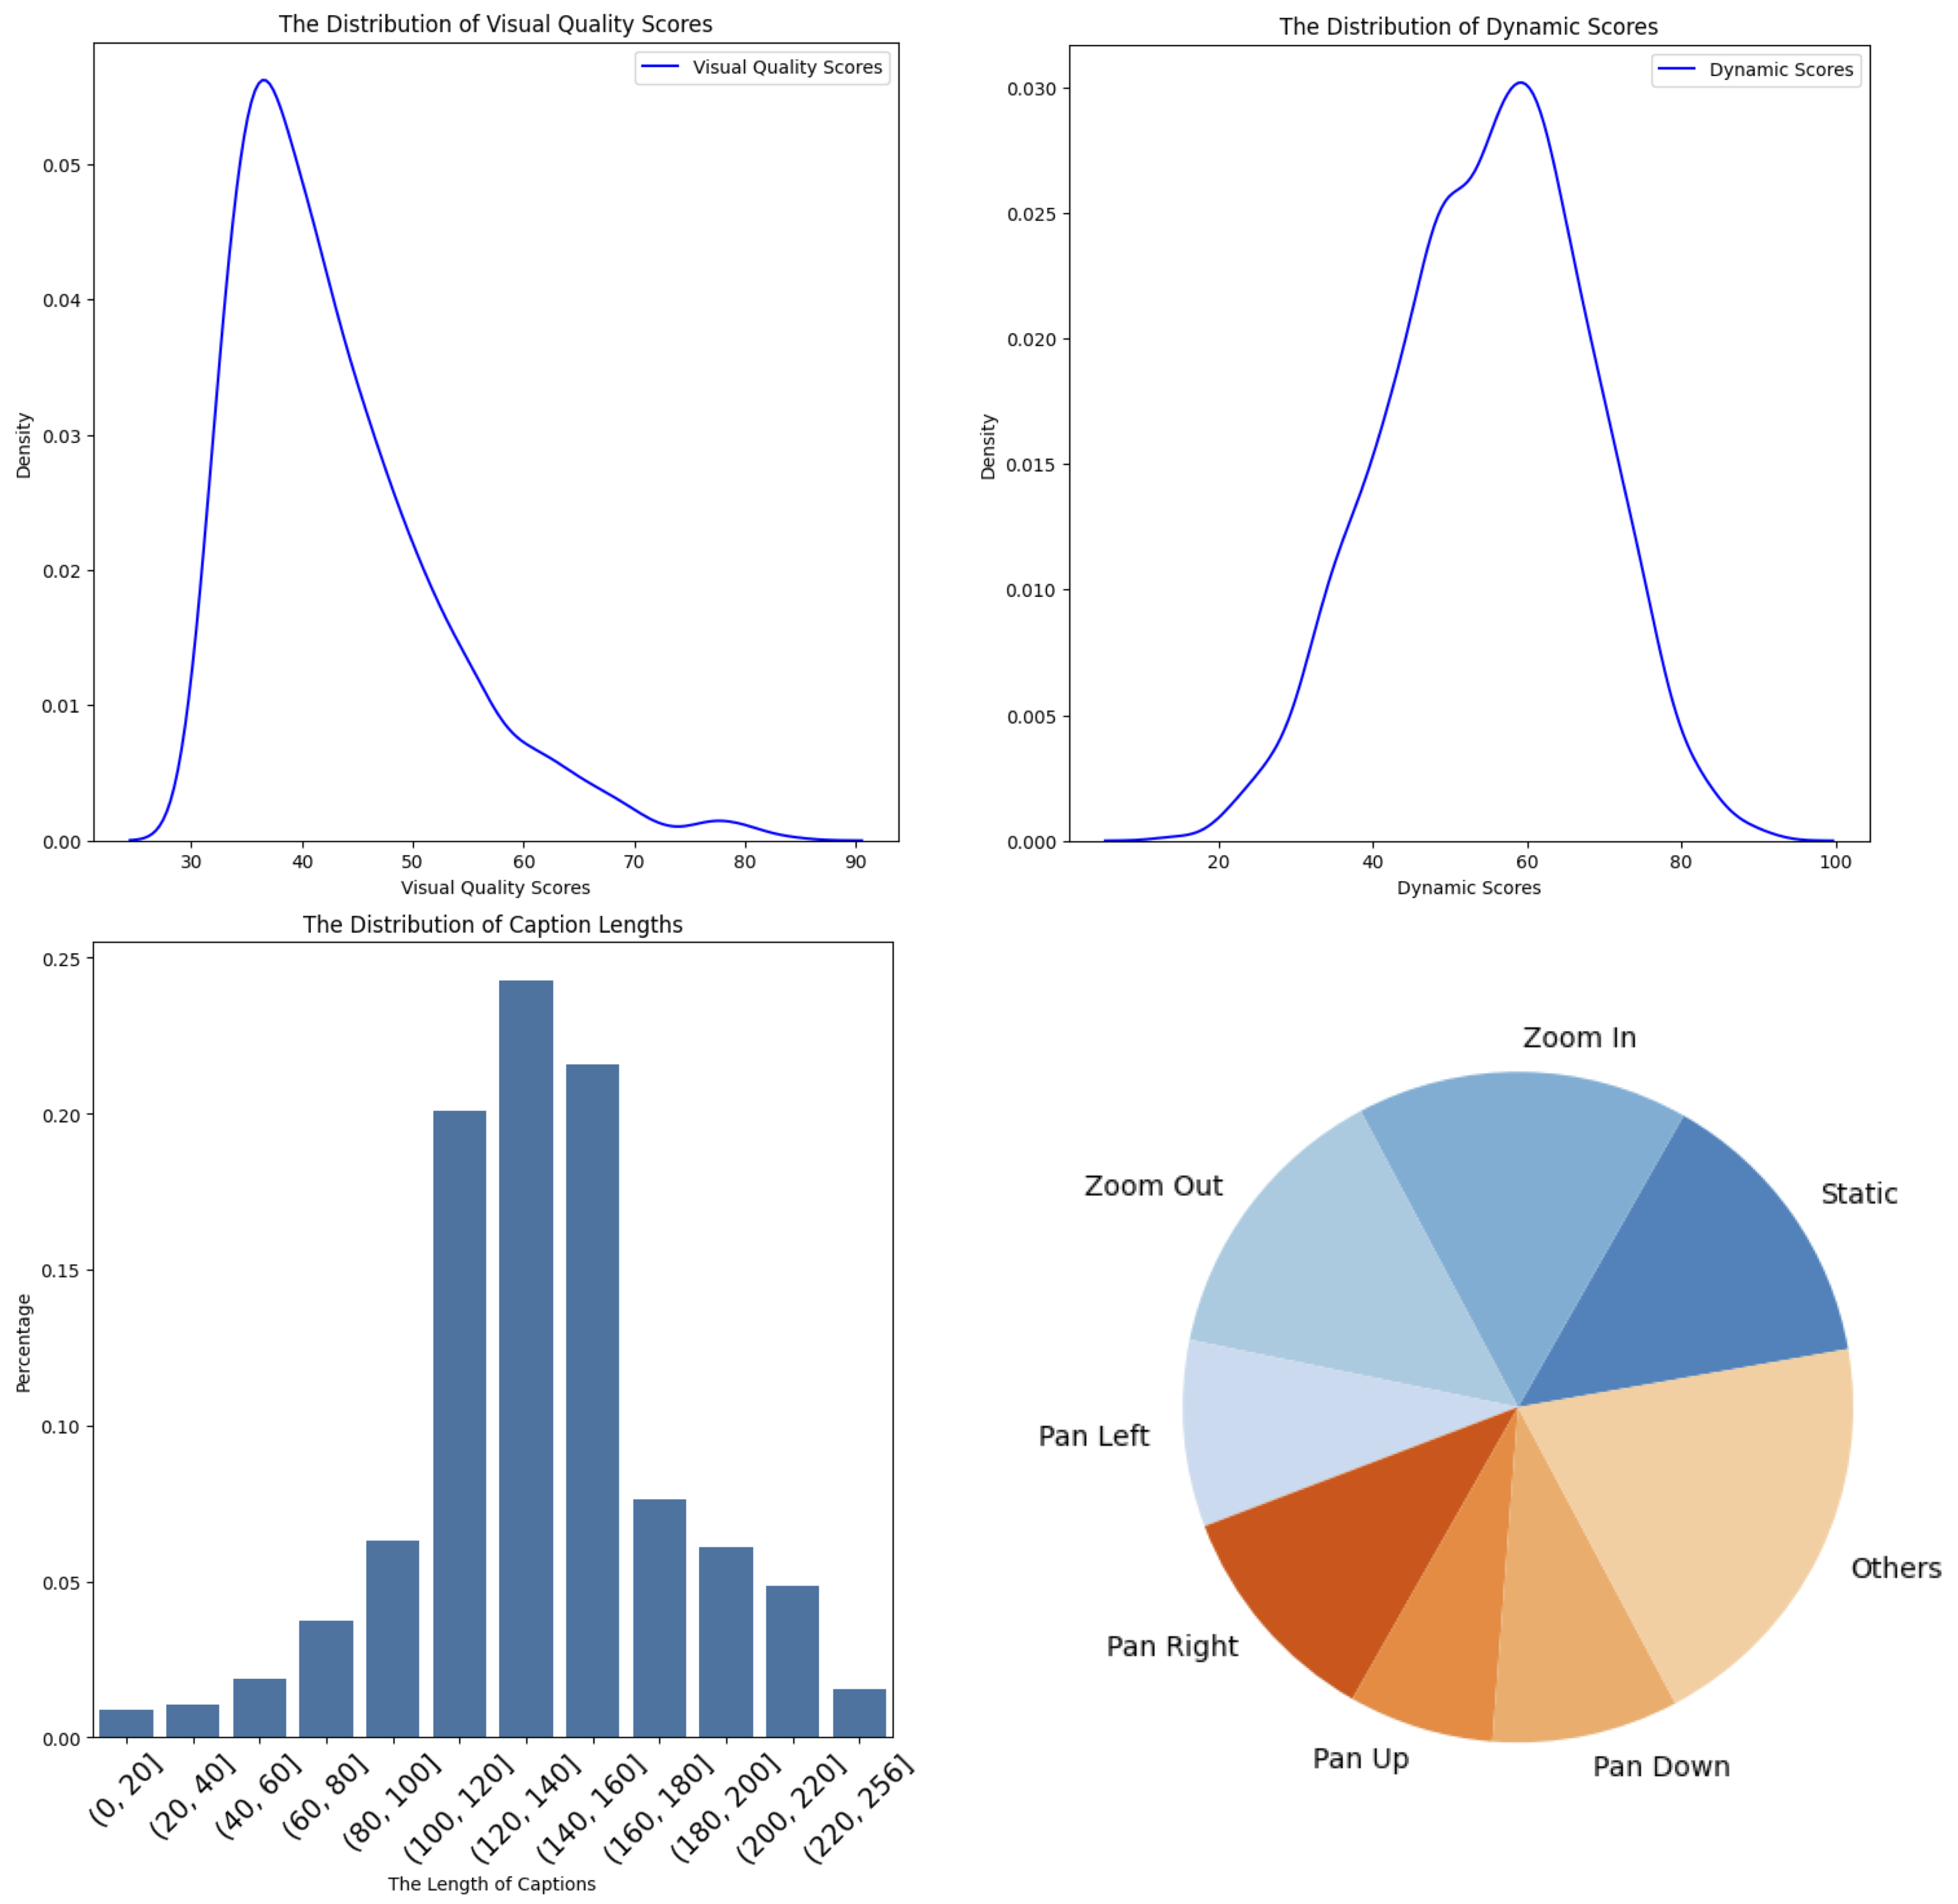 The Distribution of Visual Quality Scores
Visual Quality Scores
0.05
0.04
0.03
0.02
0.01
0.00
Density
30 40 50 60 70 80 90
Visual Quality Scores
The Distribution of Dynamic Scores
Dynamic Scores
0.030
0.025
0.020
0.015
0.010
0.005
0.000
Density
20 40 60 80 100
Dynamic Scores
The Distribution of Caption Lengths
0.25
0.20
0.15
0.10
0.05
0.00
Percentage
(0, 20] (20, 40] (40, 60] (60, 80] (80, 100] (100, 120] (120, 140] (140, 160] (160, 180] (180, 200] (200, 220] (220, 256]
The Length of Captions
Zoom In
Zoom Out
Static
Pan Left
Others
Pan Right
Pan Up
Pan Down